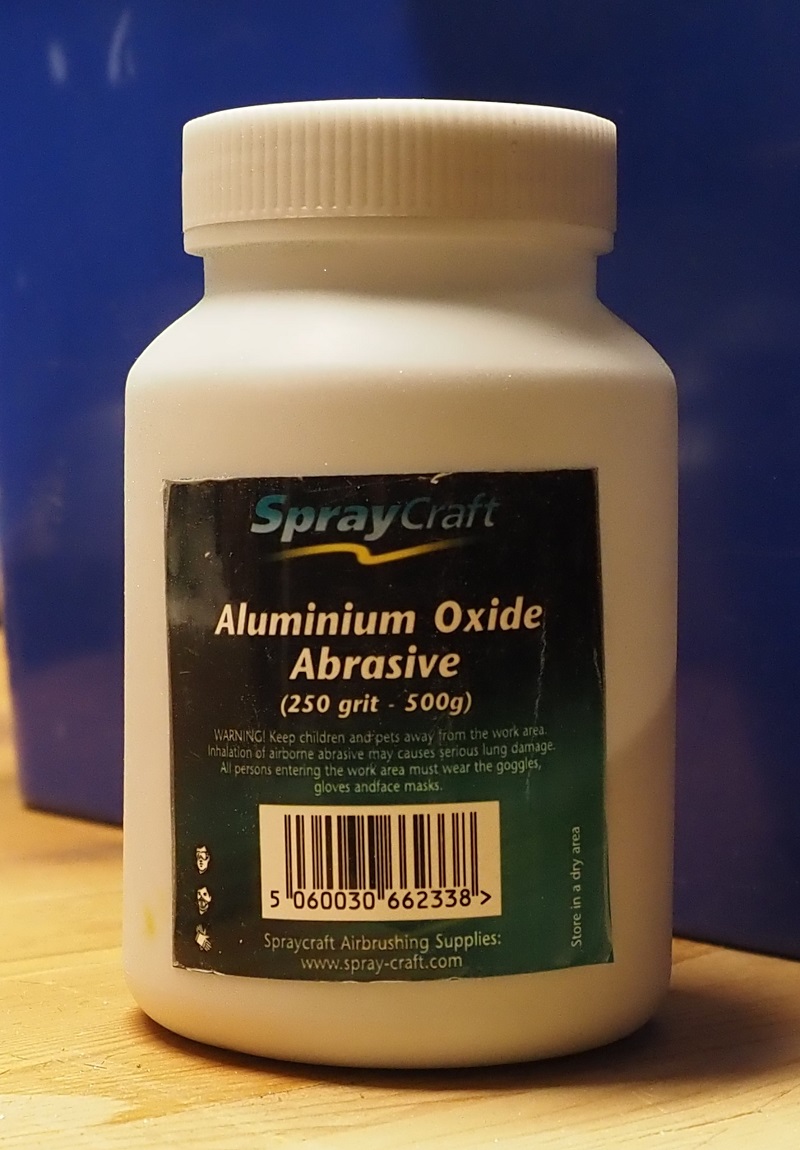 SprayCraft
Aluminium Oxide
Abrasive
(250 grit - 500g)
WARNING! Keep children and pets away from the work area.
Inhalation of airborne abrasive may causes serious lung damage.
All persons entering the work area must wear the goggles,
gloves andface masks.
5 060030 662338 >
Store in a dry area
Spraycraft Airbrushing Supplies:
www.spray-craft.com